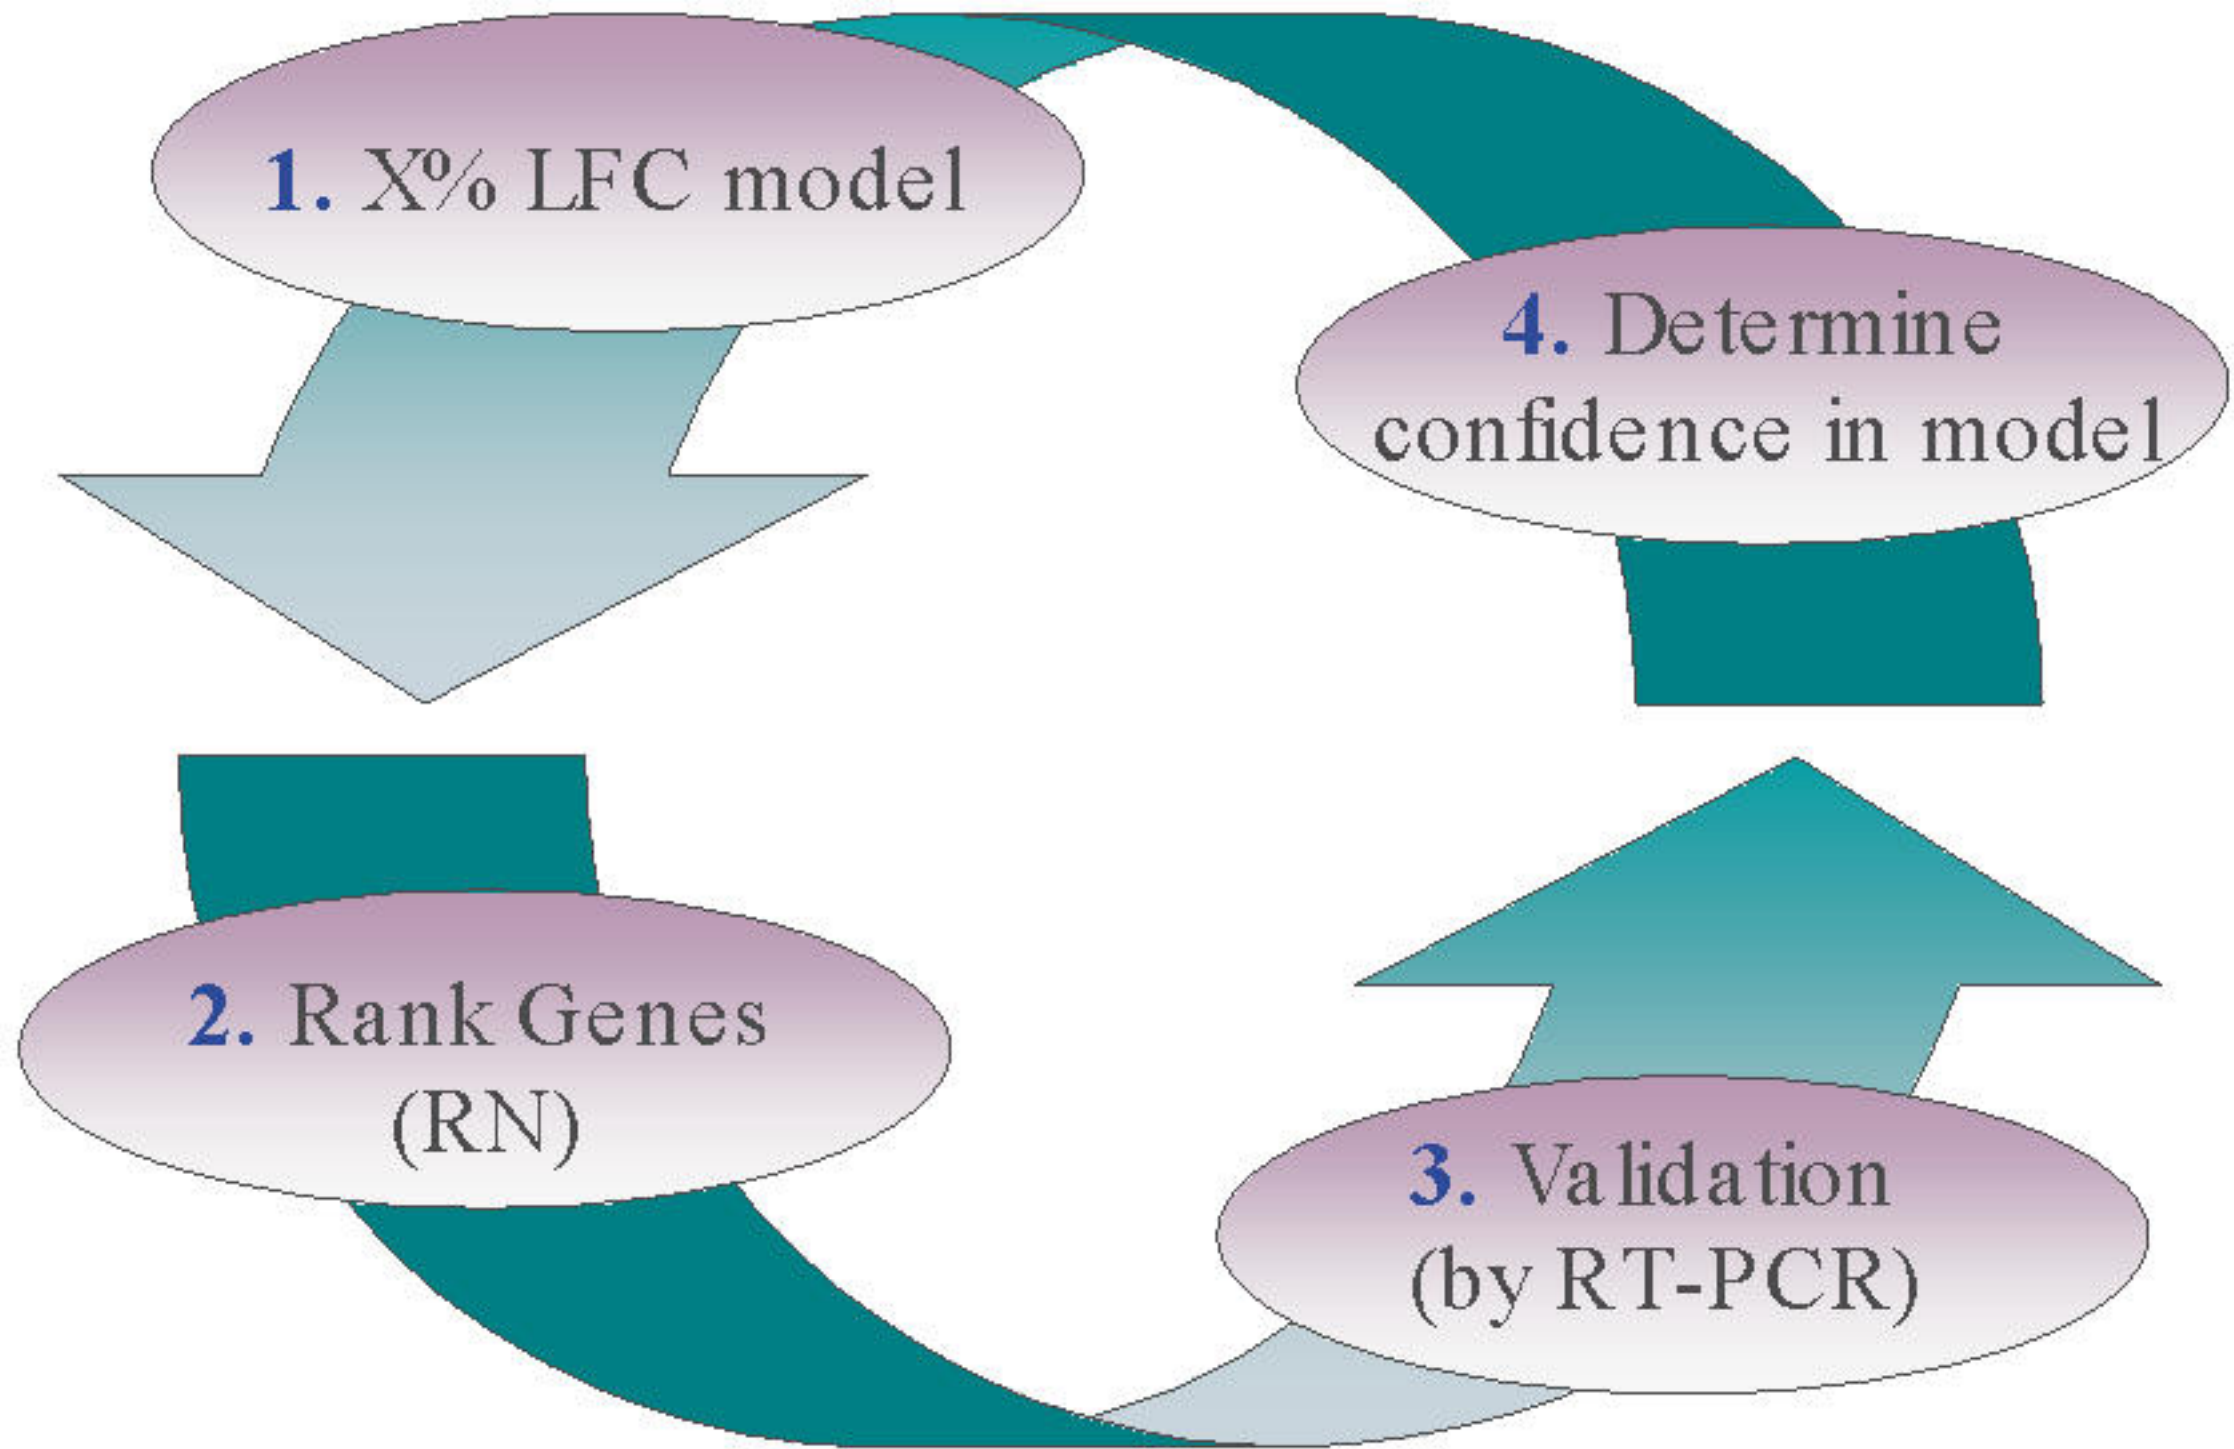 1. X% LFC model
2. Rank Genes
(RN)
3. Validation
(by RT-PCR)
4. Determine
confidence in model